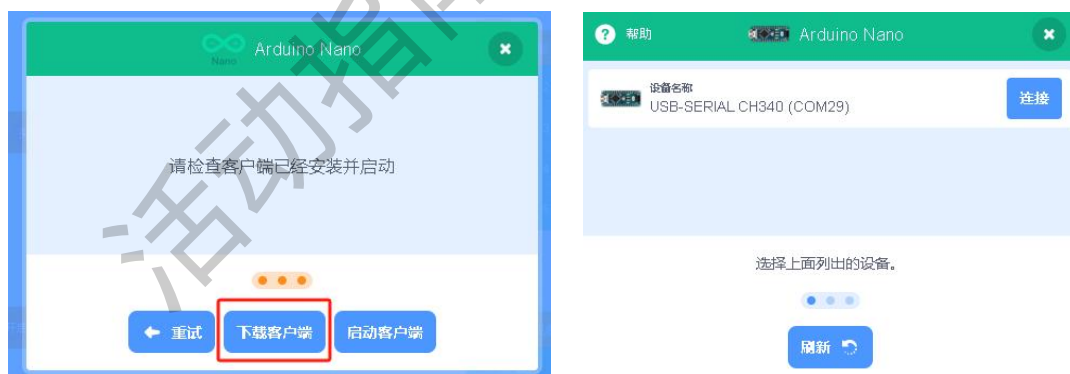 Arduino Nano
Nano
请检查客户端已经安装并启动
重试
下载客户端
启动客户端
帮助
Arduino Nano
设备名称
USB-SERIAL CH340 (COM29)
连接
选择上面列出的设备。
刷新
活动指